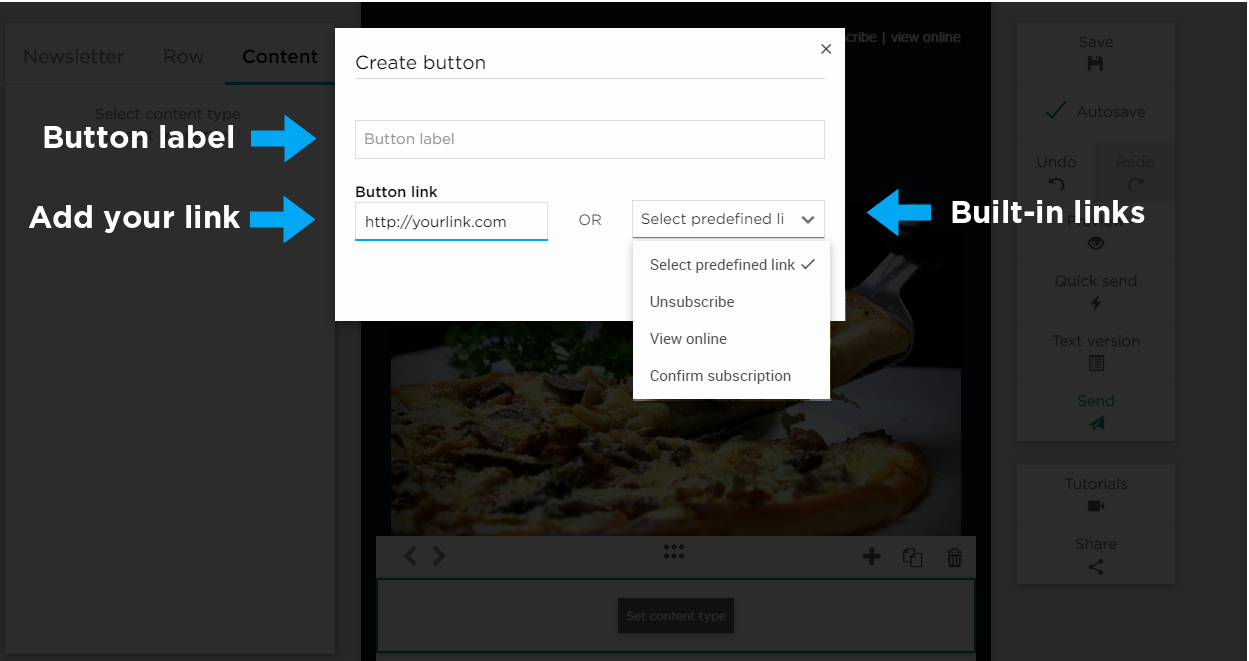 Newsletter
Row
Content
Select content type
Button label
Add your link
Create button
Button label
Button link
http://yourlink.com
OR
Select predefined li
Select predefined link
Unsubscribe
View online
Confirm subscription
Built-in links
| view online
Set content type
Save
Autosave
Undo
Redo
Preview
Quick send
Text version
Send
Tutorials
Share